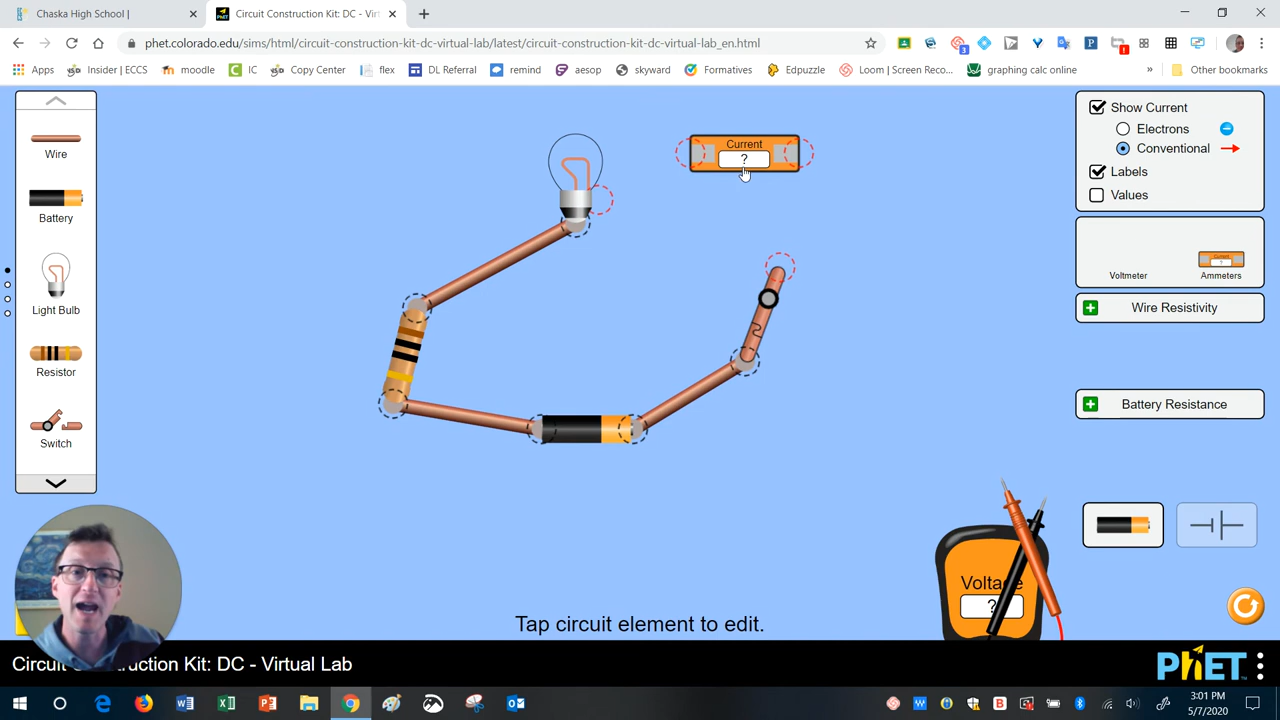 Chaska High School |
Circuit Construction Kit: DC - Virt
phet.colorado.edu/sims/html/circuit-construction-kit-dc-virtual-lab/latest/circuit-construction-kit-dc-virtual-lab_en.html
Apps Insider | ECCS moodle IC Copy Center flex DL Referral remind aesop skyward Formatives Edpuzzle Loom | Screen Reco... graphing calc online » Other bookmarks
Wire
Battery
Light Bulb
Resistor
Switch
Current
?
Show Current
Electrons
Conventional
Labels
Values
Voltmeter
Current
?
Ammeters
Wire Resistivity
Battery Resistance
Voltage
?
Tap circuit element to edit.
Circuit Construction Kit: DC - Virtual Lab
PhET
3:01 PM
5/7/2020